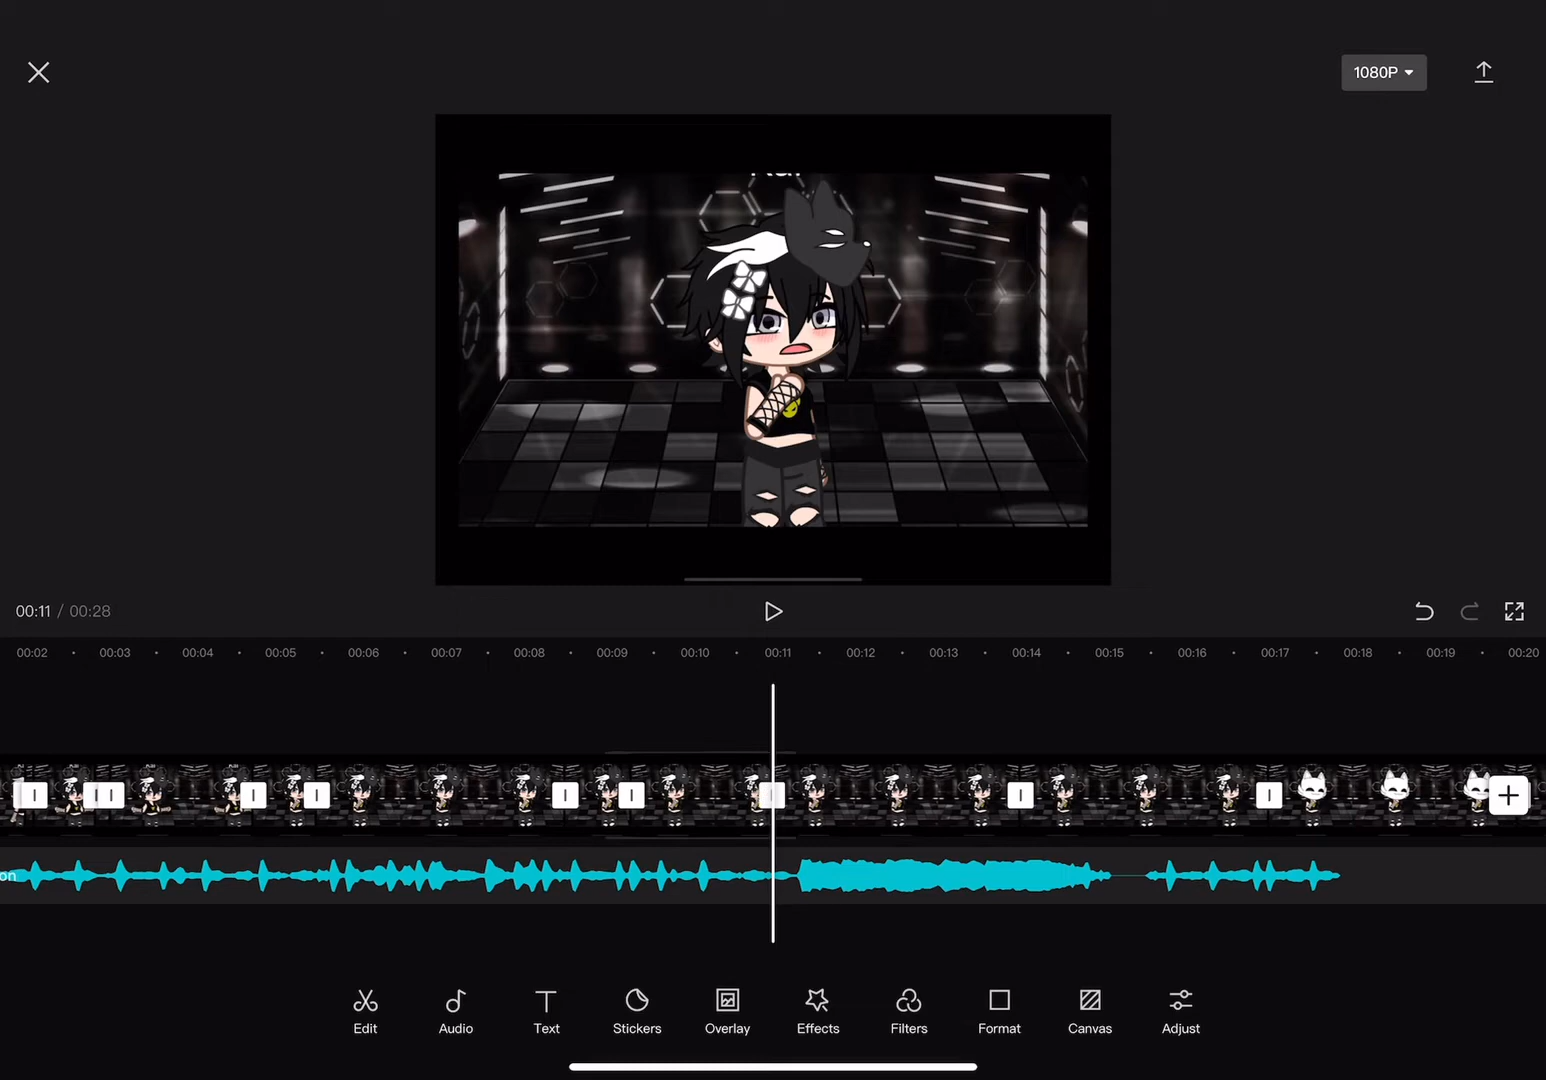 1080P
00:11 / 00:28
00:02 00:03 00:04 00:05 00:06 00:07 00:08 00:09 00:10 00:11 00:12 00:13 00:14 00:15 00:16 00:17 00:18 00:19 00:20
on
Edit Audio Text Stickers Overlay Effects Filters Format Canvas Adjust